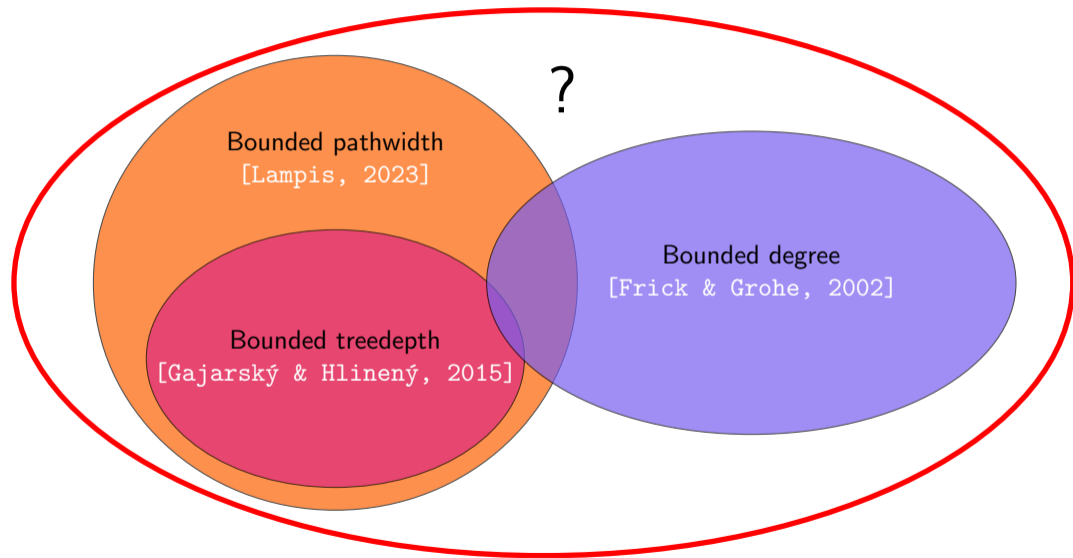 ?
Bounded pathwidth
[Lampis, 2023]
Bounded degree
[Frick & Grohe, 2002]
Bounded treedepth
[Gajarský & Hlinený, 2015]